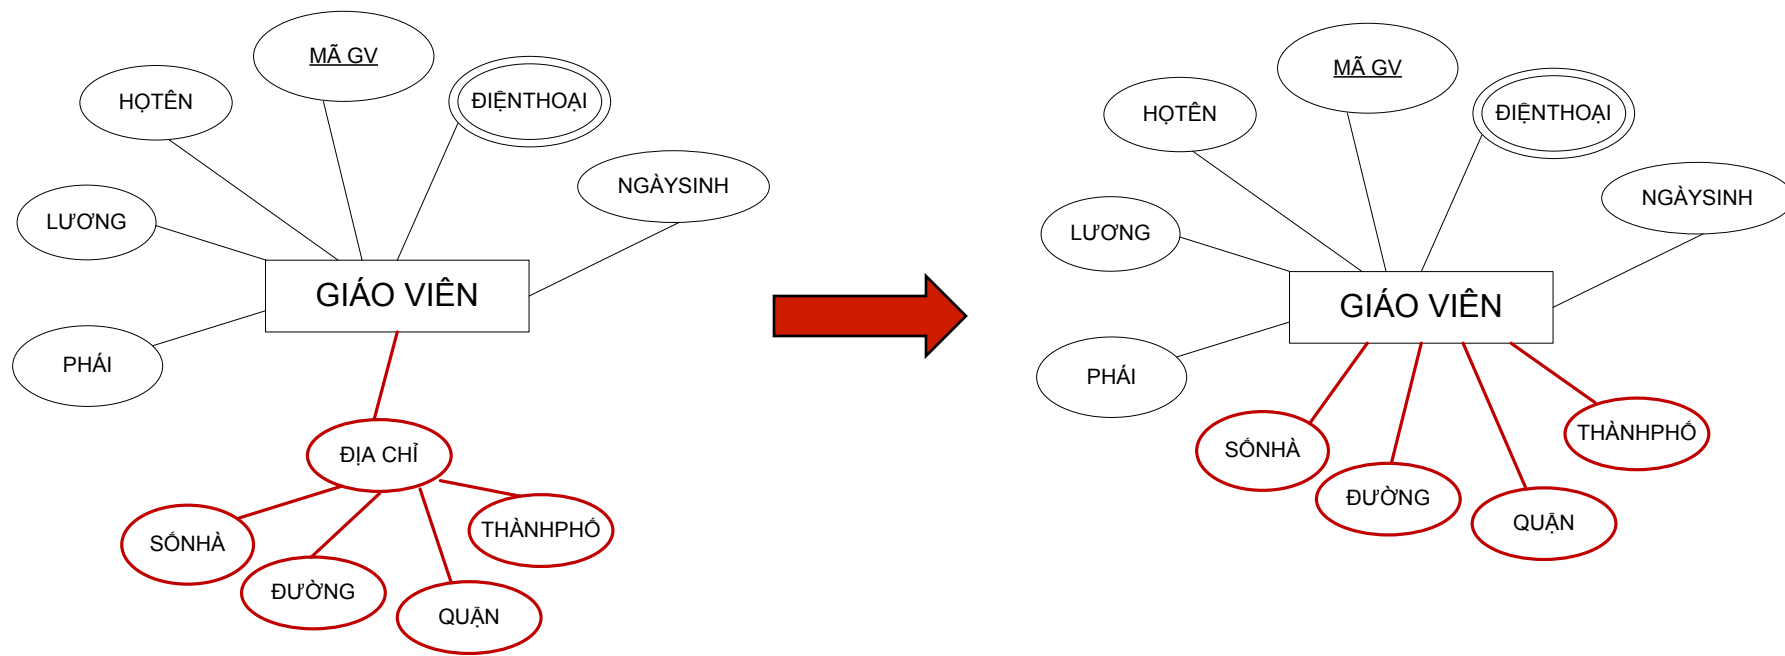 MÃ GV
HỌTÊN
ĐIỆNTHOẠI
NGÀYSINH
LƯƠNG
GIÁO VIÊN
PHÁI
ĐỊA CHỈ
SỐNHÀ
THÀNHPHỐ
ĐƯỜNG
QUẬN
MÃ GV
HỌTÊN
ĐIỆNTHOẠI
NGÀYSINH
LƯƠNG
GIÁO VIÊN
PHÁI
SỐNHÀ
THÀNHPHỐ
ĐƯỜNG
QUẬN